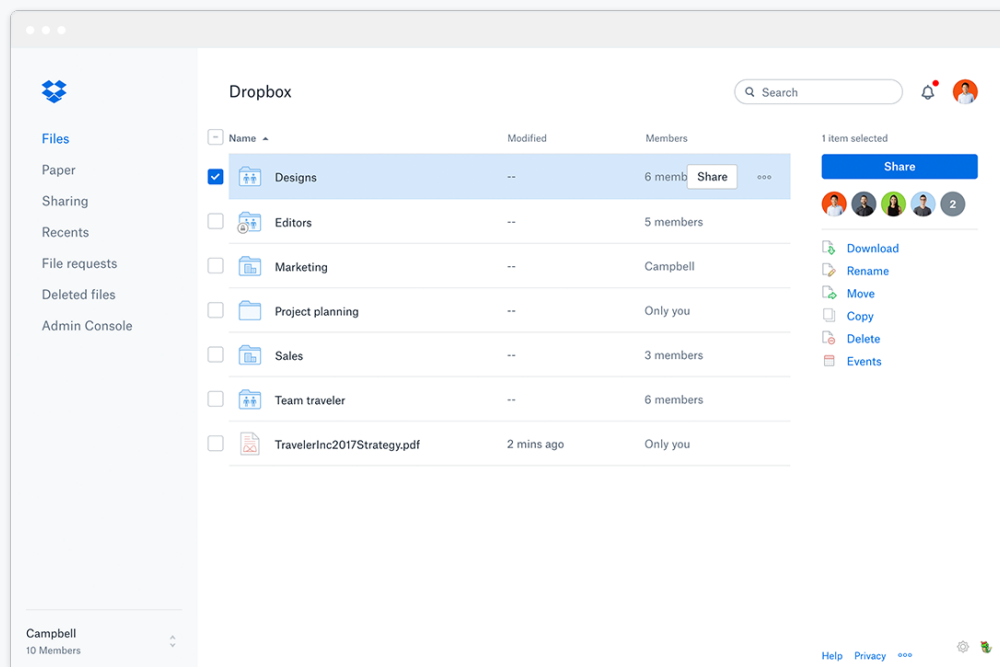 Dropbox
Search
Files
Paper
Sharing
Recents
File requests
Deleted files
Admin Console
Name Modified Members
Designs -- 6 memb Share
Editors -- 5 members
Marketing -- Campbell
Project planning -- Only you
Sales -- 3 members
Team traveler -- 6 members
TravelerInc2017Strategy.pdf 2 mins ago Only you
1 item selected
Share
2
Download
Rename
Move
Copy
Delete
Events
Campbell
10 Members
Help Privacy